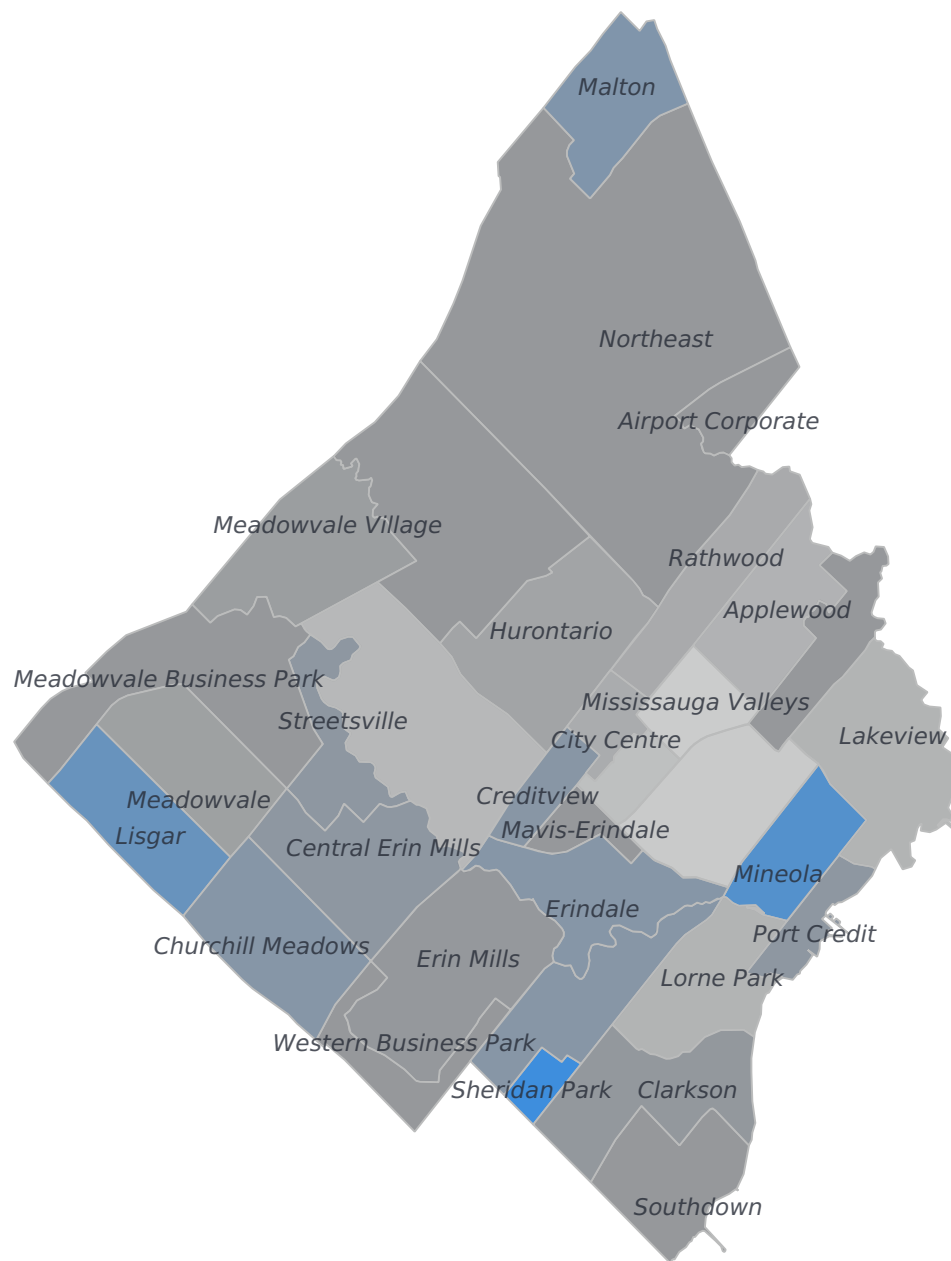 Malton
Northeast
Airport Corporate
Meadowvale Village
Rathwood
Applewood
Hurontario
Meadowvale Business Park
Mississauga Valleys
Streetsville
Lakeview
City Centre
Creditview
Meadowvale
Mavis-Erindale
Lisgar
Central Erin Mills
Mineola
Erindale
Port Credit
Churchill Meadows
Erin Mills
Lorne Park
Western Business Park
Sheridan Park
Clarkson
Southdown